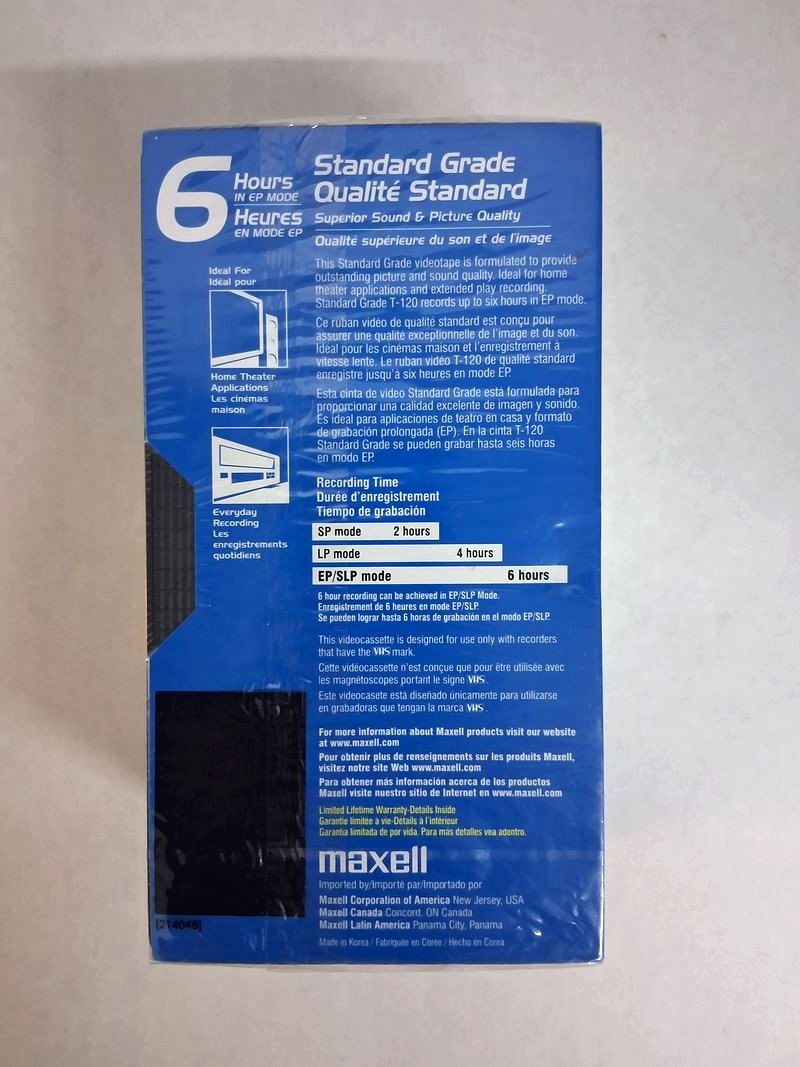 6
Hours
IN EP MODE
Heures
EN MODE EP
Standard Grade
Qualité Standard
Superior Sound & Picture Quality
Qualité supérieure du son et de l'image
Ideal For
Idéal pour
Home Theater
Applications
Les cinémas
maison
Everyday
Recording
Les
enregistrements
quotidiens
This Standard Grade videotape is formulated to provide
outstanding picture and sound quality. Ideal for home
theater applications and extended play recording.
Standard Grade T-120 records up to six hours in EP mode.
Ce ruban vidéo de qualité standard est conçu pour
assurer une qualité exceptionnelle de l'image et du son.
Idéal pour les cinémas maison et l'enregistrement à
vitesse lente. Le ruban vidéo T-120 de qualité standard
enregistre jusqu'à six heures en mode EP.
Esta cinta de video Standard Grade está formulada para
proporcionar una calidad excelente de imagen y sonido.
Es ideal para aplicaciones de teatro en casa y formato
de grabación prolongada (EP). En la cinta T-120
Standard Grade se pueden grabar hasta seis horas
en modo EP.
Recording Time
Durée d'enregistrement
Tiempo de grabación
SP mode 2 hours
LP mode 4 hours
EP/SLP mode 6 hours
6 hour recording can be achieved in EP/SLP Mode.
Enregistrement de 6 heures en mode EP/SLP.
Se pueden lograr hasta 6 horas de grabación en el modo EP/SLP.
This videocassette is designed for use only with recorders
that have the VHS mark.
Cette vidéocassette n'est conçue que pour être utilisée avec
les magnétoscopes portant le signe VHS.
Este videocasete está diseñado únicamente para utilizarse
en grabadoras que tengan la marca VHS.
For more information about Maxell products visit our website
at www.maxell.com
Pour obtenir plus de renseignements sur les produits Maxell,
visitez notre site Web www.maxell.com
Para obtener más información acerca de los productos
Maxell visite nuestro sitio de Internet en www.maxell.com
Limited Lifetime Warranty-Details Inside
Garantie limitée à vie-Détails à l'intérieur
Garantia limitada de por vida. Para más detalles vea adentro.
maxell
Imported by/Importé par/Importado por
Maxell Corporation of America New Jersey, USA
Maxell Canada Concord, ON Canada
Maxell Latin America Panama City, Panama
Made in Korea / Fabriquée en Corée / Hecho en Corea
[214048]